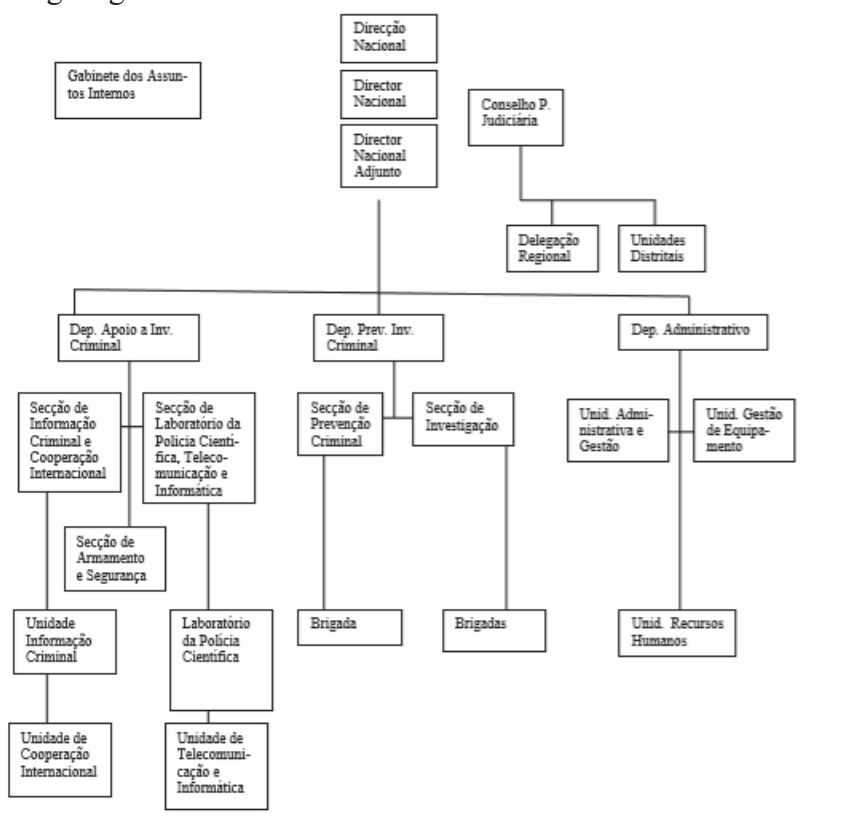 Direcção
Nacional
Gabinete dos Assun-
tos Internos
Director
Nacional
Conselho P.
Judiciária
Director
Nacional
Adjunto
Delegação
Regional
Unidades
Distritais
Dep. Apoio a Inv.
Criminal
Dep. Prev. Inv.
Criminal
Dep. Administrativo
Secção de
Informação
Criminal e
Cooperação
Internacional
Secção de
Laboratório da
Policia Cienti-
fica, Teleco-
municação e
Informática
Secção de
Prevenção
Criminal
Secção de
Investigação
Unid. Admi-
nistrativa e
Gestão
Unid. Gestão
de Equipa-
mento
Secção de
Armamento
e Segurança
Unidade
Informação
Criminal
Laboratório
da Policia
Cientifica
Brigada
Brigadas
Unid. Recursos
Humanos
Unidade de
Cooperação
Internacional
Unidade de
Telecomuni-
cação e
Informática